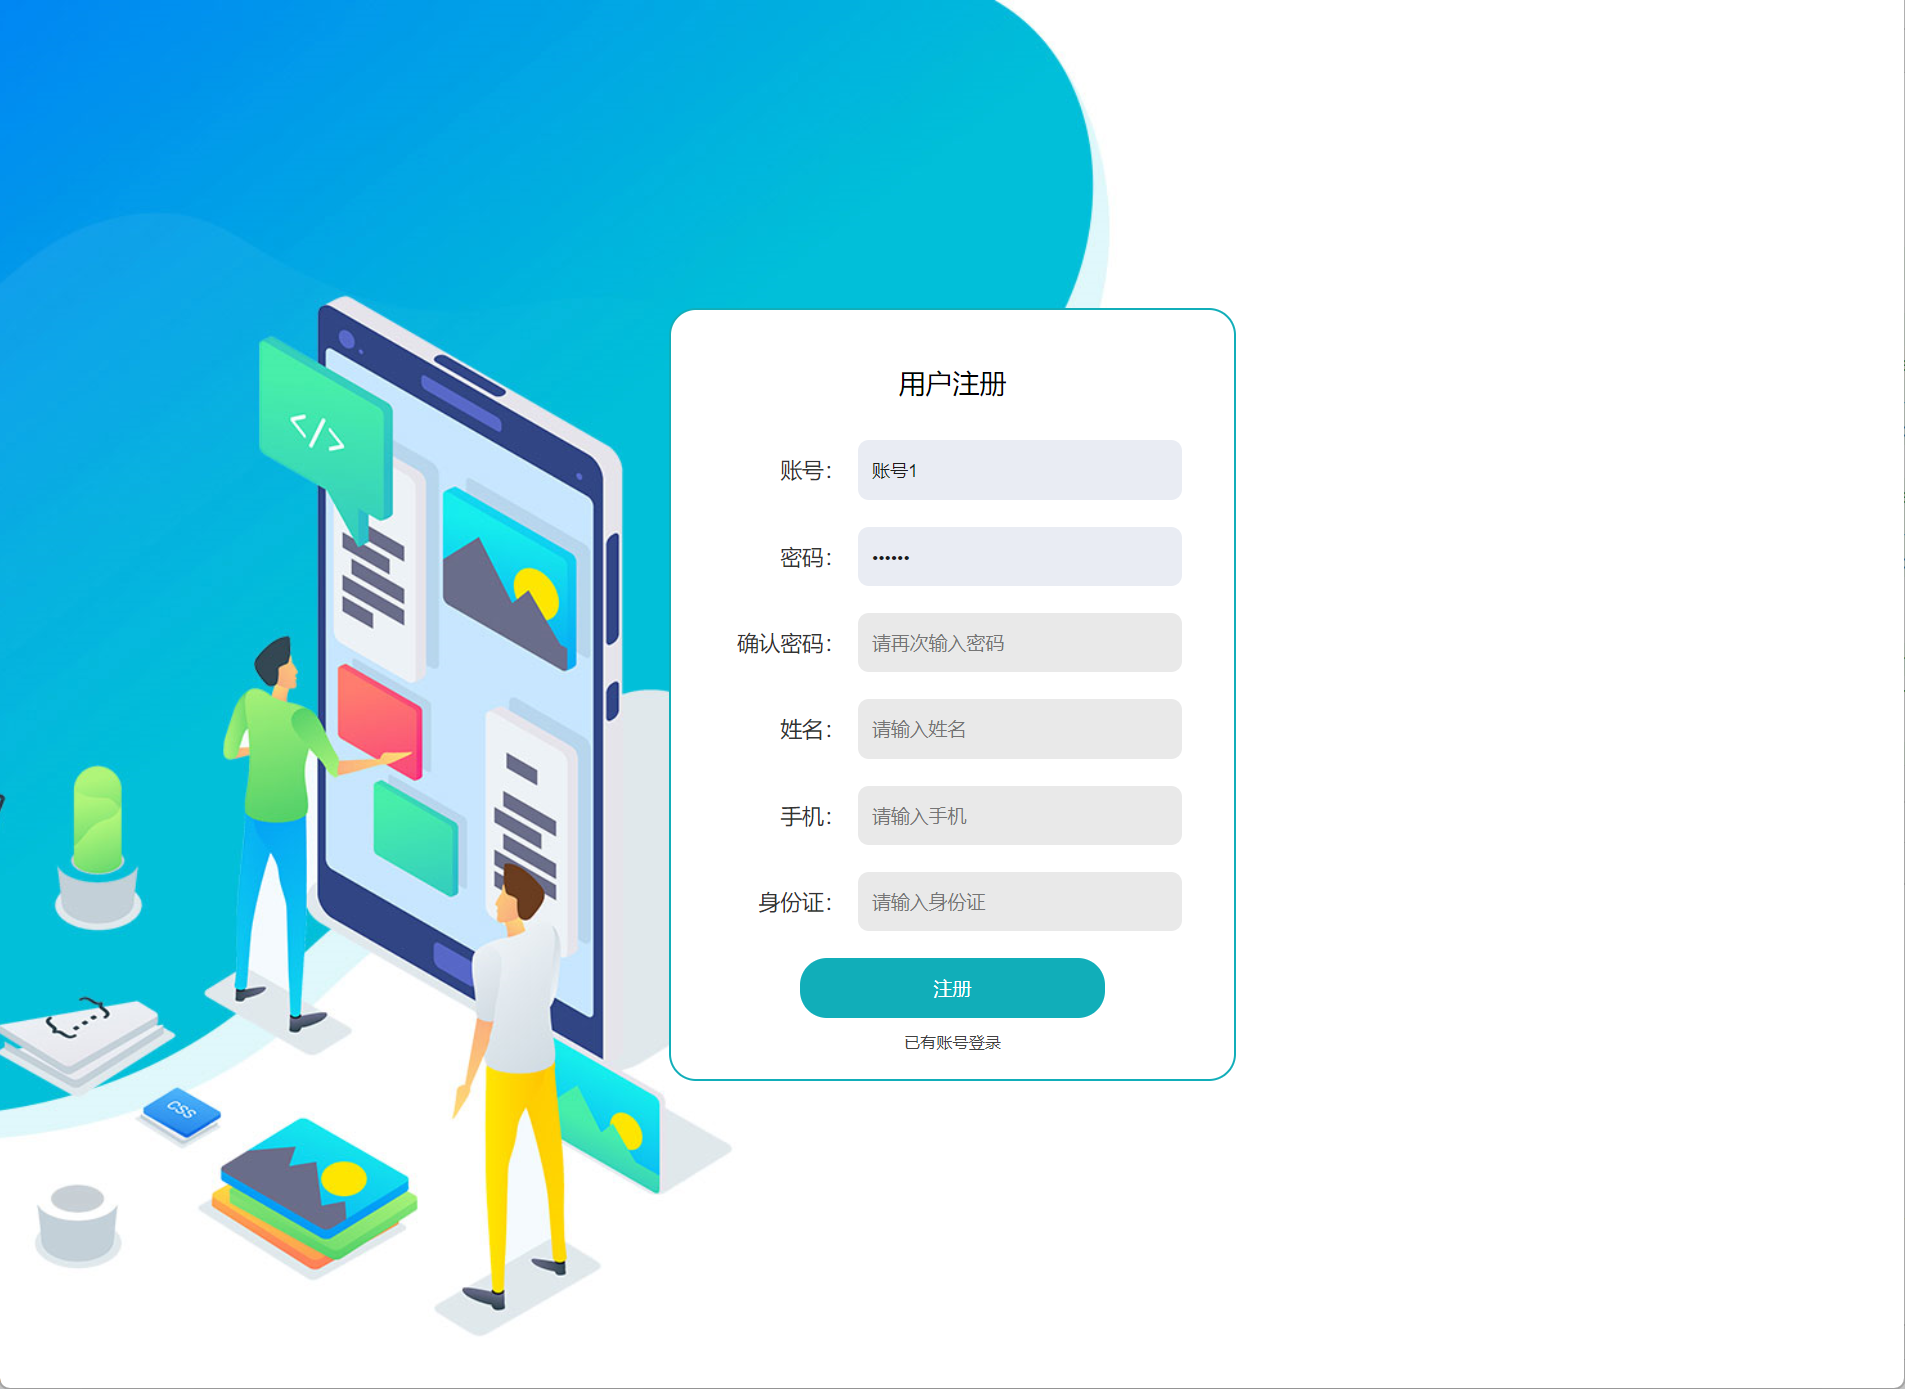 </>
用户注册
账号： 账号1
密码： ••••••
确认密码： 请再次输入密码
姓名： 请输入姓名
手机： 请输入手机
身份证： 请输入身份证
注册
已有账号登录
{...}
CSS